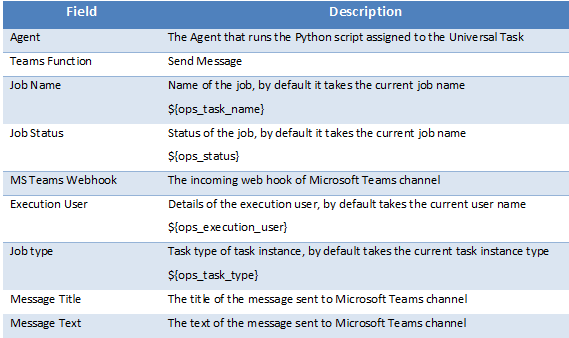 Field Description
Agent The Agent that runs the Python script assigned to the Universal Task
Teams Function Send Message
Job Name Name of the job, by default it takes the current job name
${ops_task_name}
Job Status Status of the job, by default it takes the current job name
${ops_status}
MS Teams Webhook The incoming web hook of Microsoft Teams channel
Execution User Details of the execution user, by default takes the current user name
${ops_execution_user}
Job type Task type of task instance, by default takes the current task instance type
${ops_task_type}
Message Title The title of the message sent to Microsoft Teams channel
Message Text The text of the message sent to Microsoft Teams channel